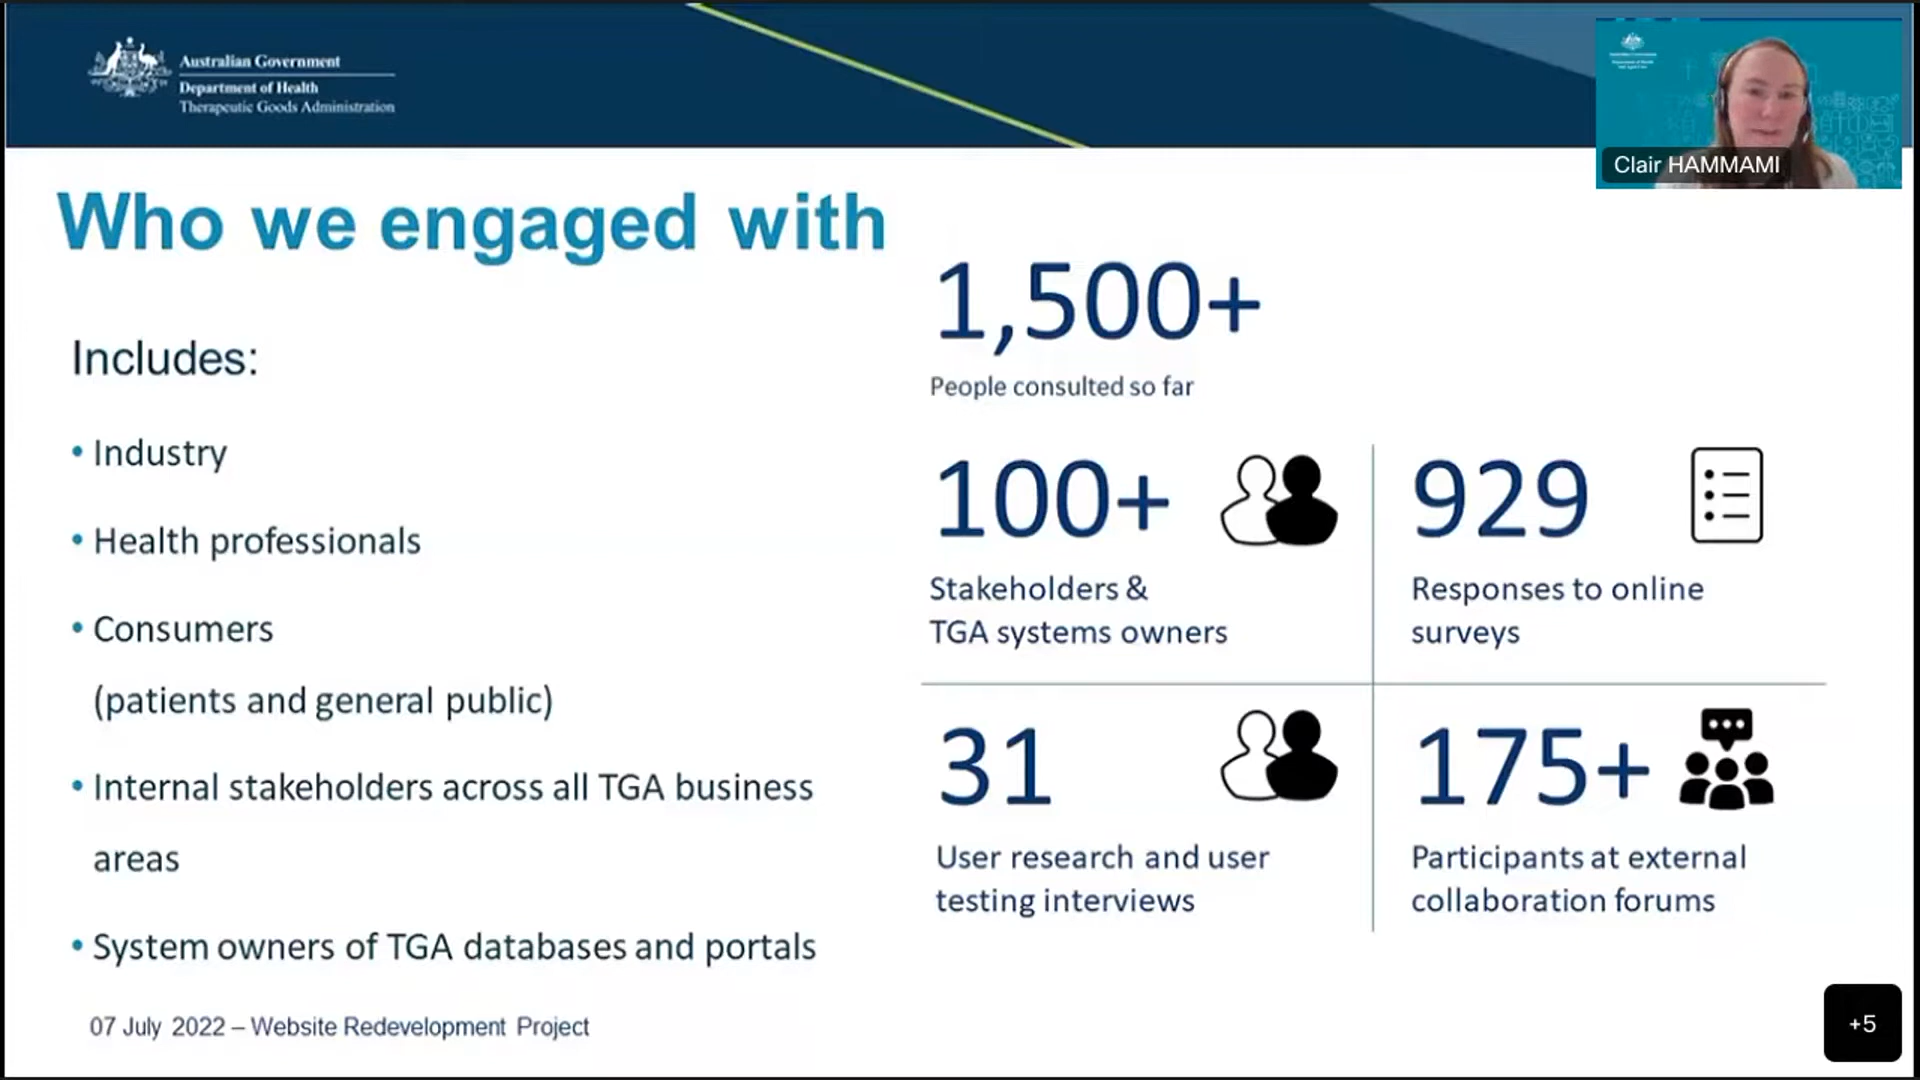 Australian Government
Department of Health
Therapeutic Goods Administration
Clair HAMMAMI
Who we engaged with
Includes:
• Industry
• Health professionals
• Consumers
(patients and general public)
• Internal stakeholders across all TGA business
areas
• System owners of TGA databases and portals
1,500+
People consulted so far
100+
Stakeholders &
TGA systems owners
929
Responses to online
surveys
31
User research and user
testing interviews
175+
Participants at external
collaboration forums
07 July 2022 – Website Redevelopment Project
+5